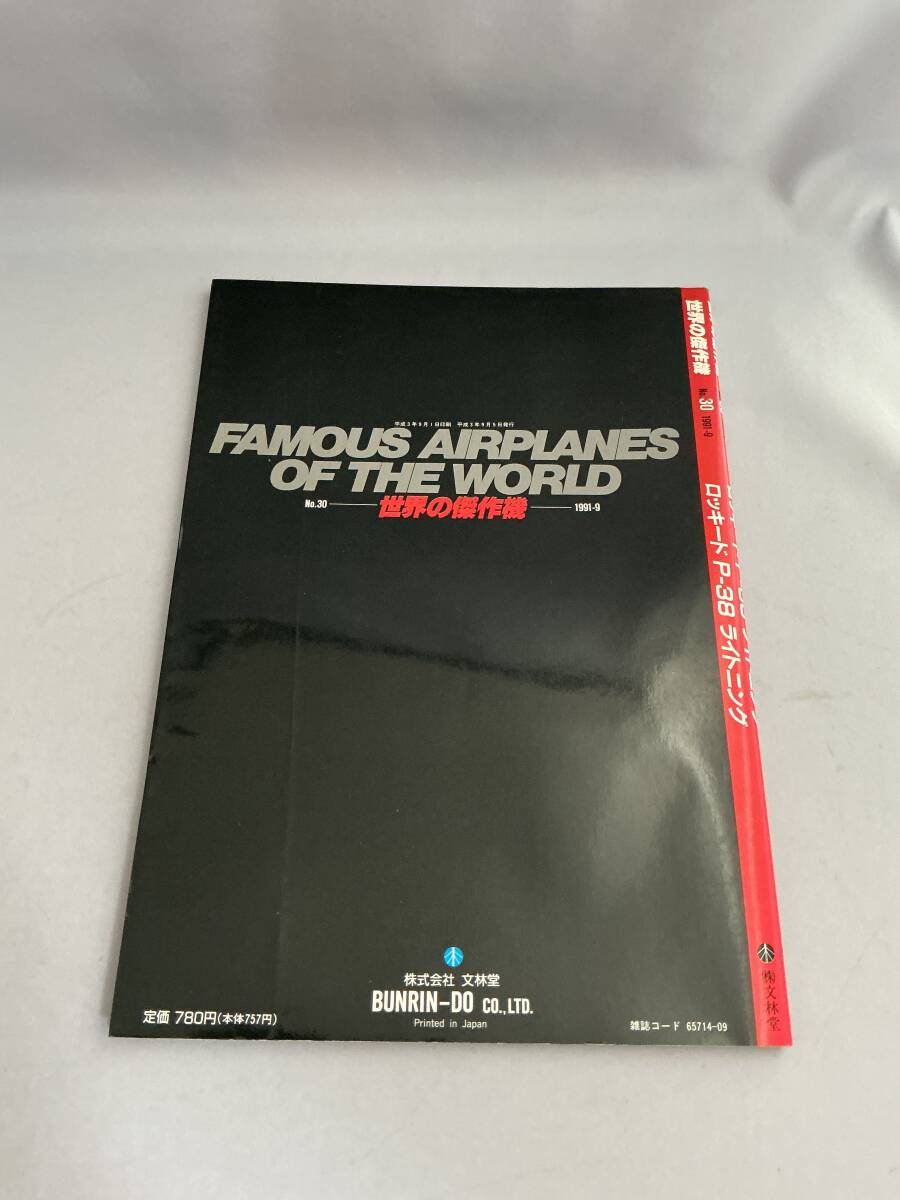 平成3年9月1日印刷 平成3年9月5日発行
FAMOUS AIRPLANES
OF THE WORLD
No.30 世界の傑作機 1991-9
株式会社 文林堂
BUNRIN-DO CO.,LTD.
Printed in Japan
定価 780円(本体757円)
雑誌コード 65714-09
世界の傑作機 No.30 1991-9 ロッキード P-38 ライトニング ㈱文林堂